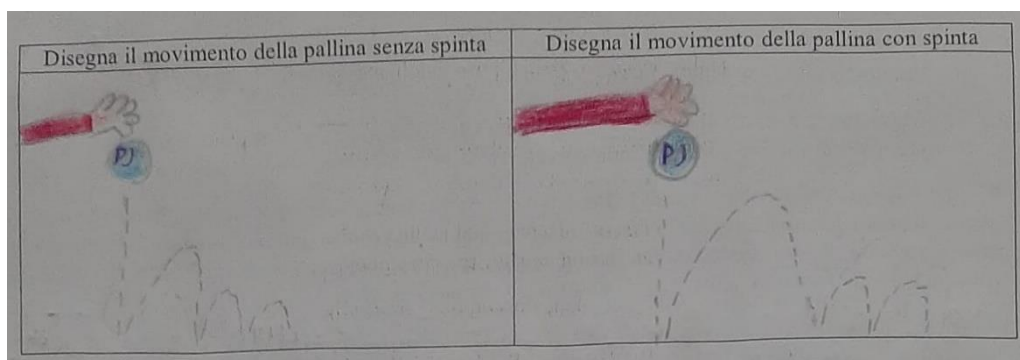 Disegna il movimento della pallina senza spinta
Disegna il movimento della pallina con spinta
PJ
PJ